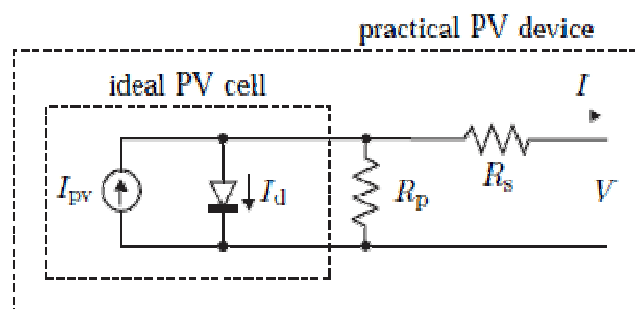 practical PV device
ideal PV cell
I
Ipv
Id
Rp
Rs
V